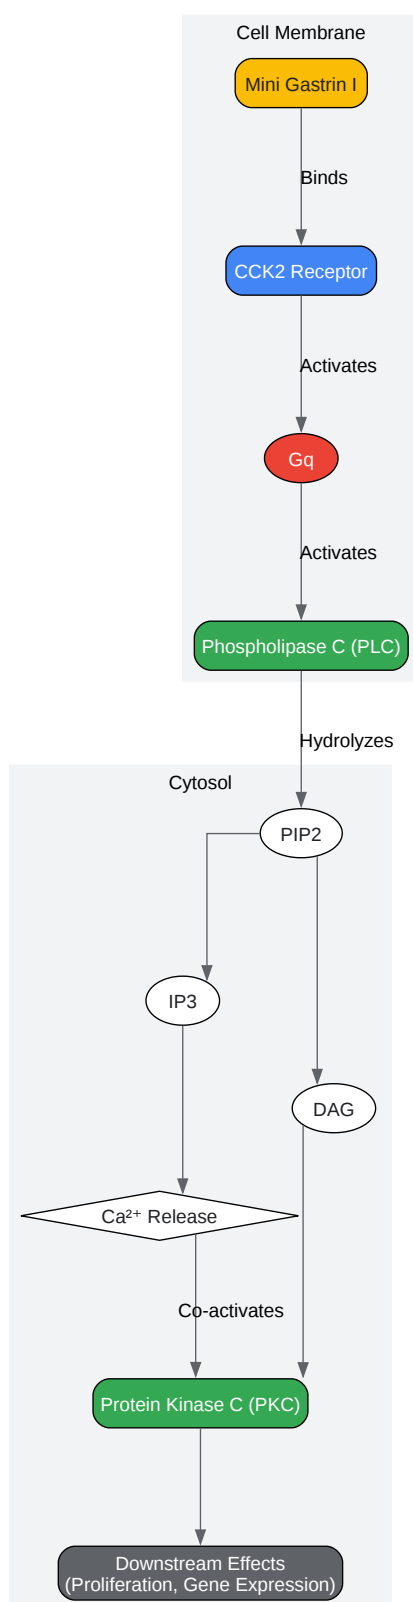 Cell Membrane
Mini Gastrin I
Binds
CCK2 Receptor
Activates
Gq
Activates
Phospholipase C (PLC)
Hydrolyzes
Cytosol
PIP2
IP3
DAG
Ca²⁺ Release
Co-activates
Protein Kinase C (PKC)
Downstream Effects
(Proliferation, Gene Expression)